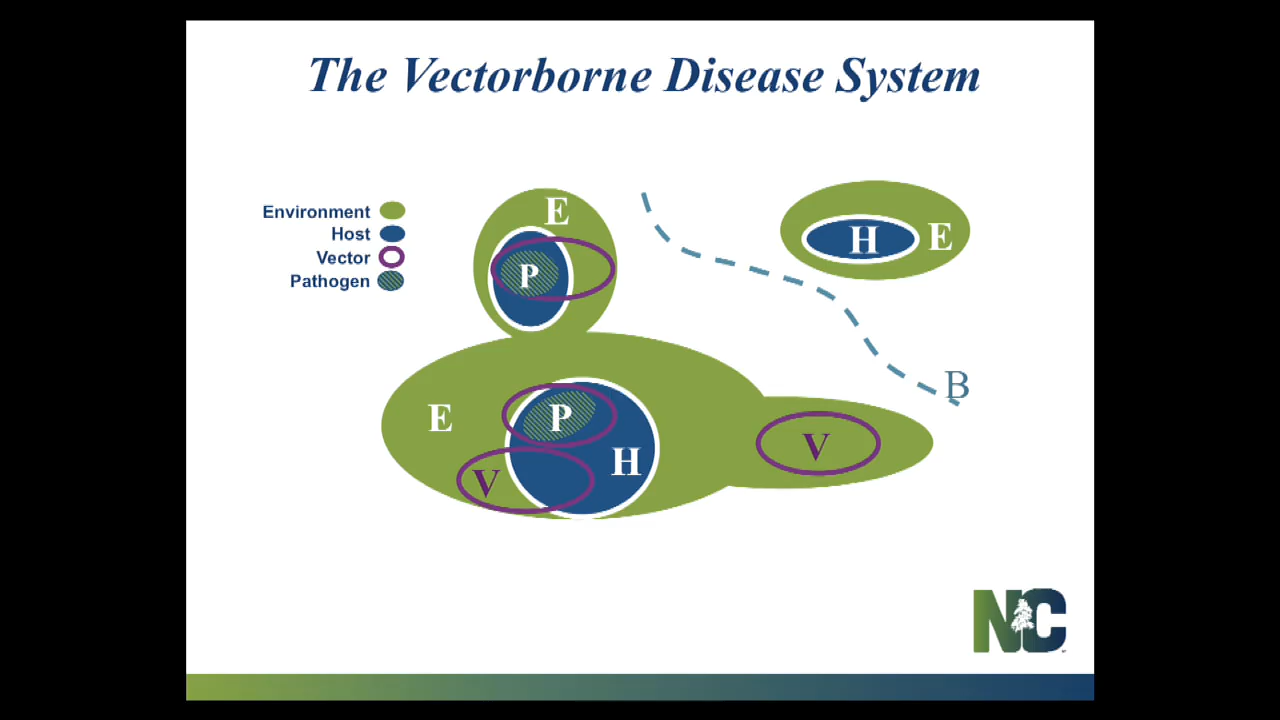 The Vectorborne Disease System
Environment
Host
Vector
Pathogen
E
P
H
E
B
E
P
H
V
V
NC